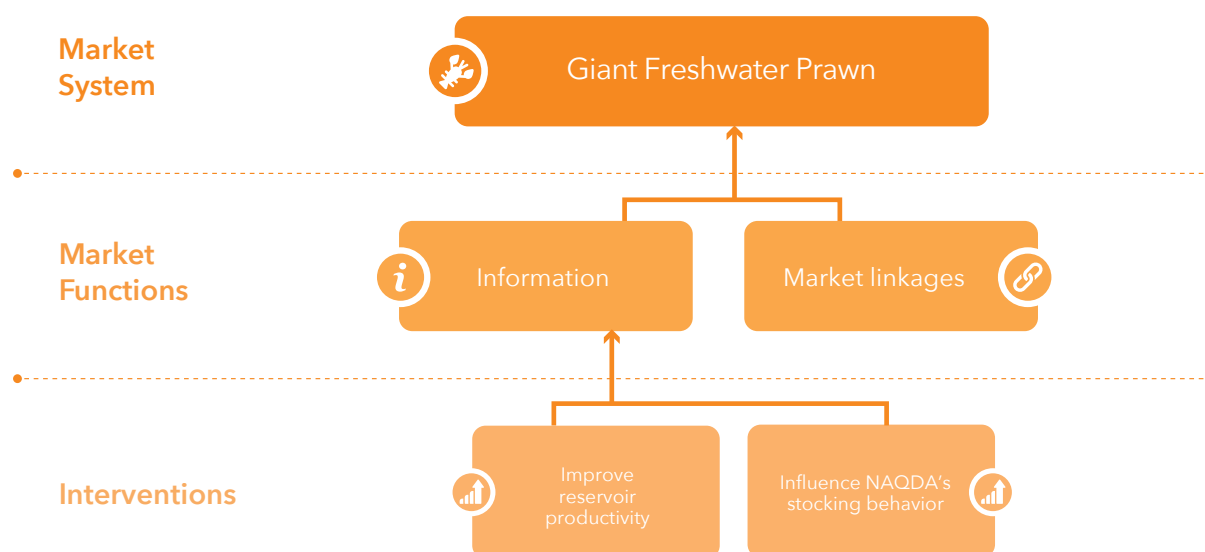 Market
System
Giant Freshwater Prawn
Market
Functions
i
Information
Market linkages
Interventions
Improve
reservoir
productivity
Influence NAQDA's
stocking behavior